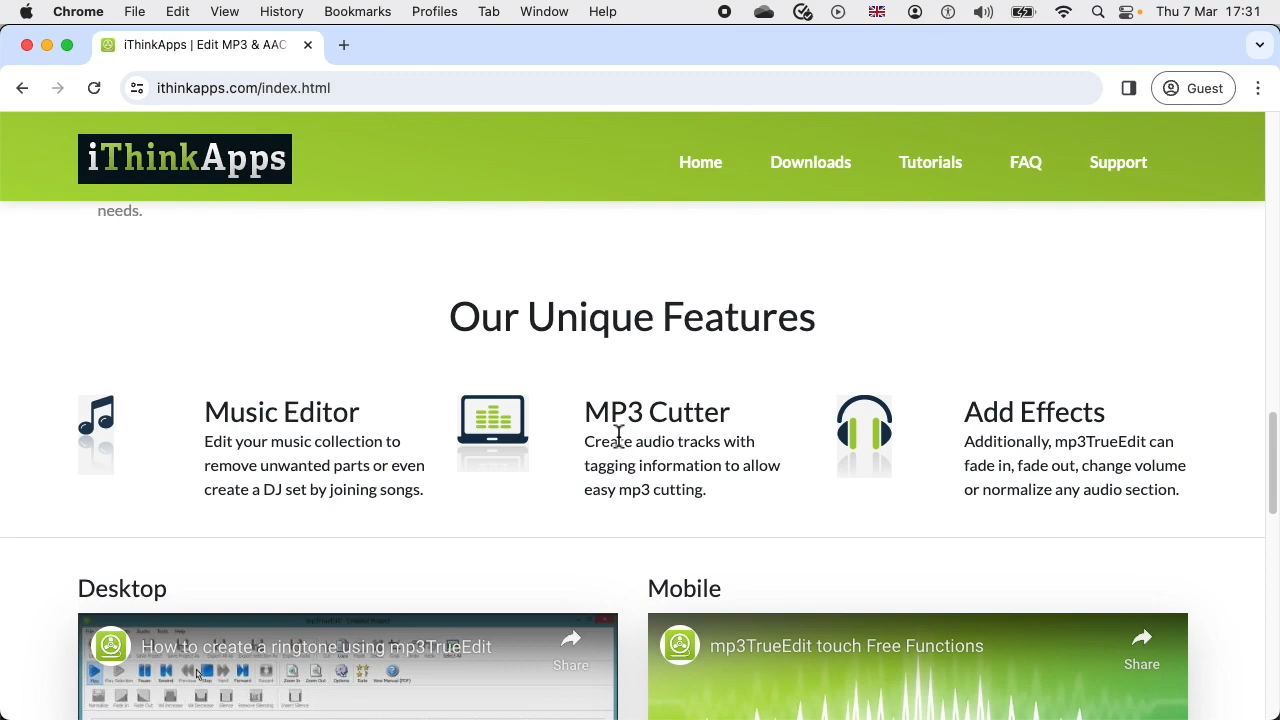 Chrome File Edit View History Bookmarks Profiles Tab Window Help Thu 7 Mar 17:31
iThinkApps | Edit MP3 & AAC
ithinkapps.com/index.html Guest
iThinkApps Home Downloads Tutorials FAQ Support
needs.
Our Unique Features
Music Editor
Edit your music collection to
remove unwanted parts or even
create a DJ set by joining songs.
MP3 Cutter
Create audio tracks with
tagging information to allow
easy mp3 cutting.
Add Effects
Additionally, mp3TrueEdit can
fade in, fade out, change volume
or normalize any audio section.
Desktop
How to create a ringtone using mp3TrueEdit
Share
Mobile
mp3TrueEdit touch Free Functions
Share